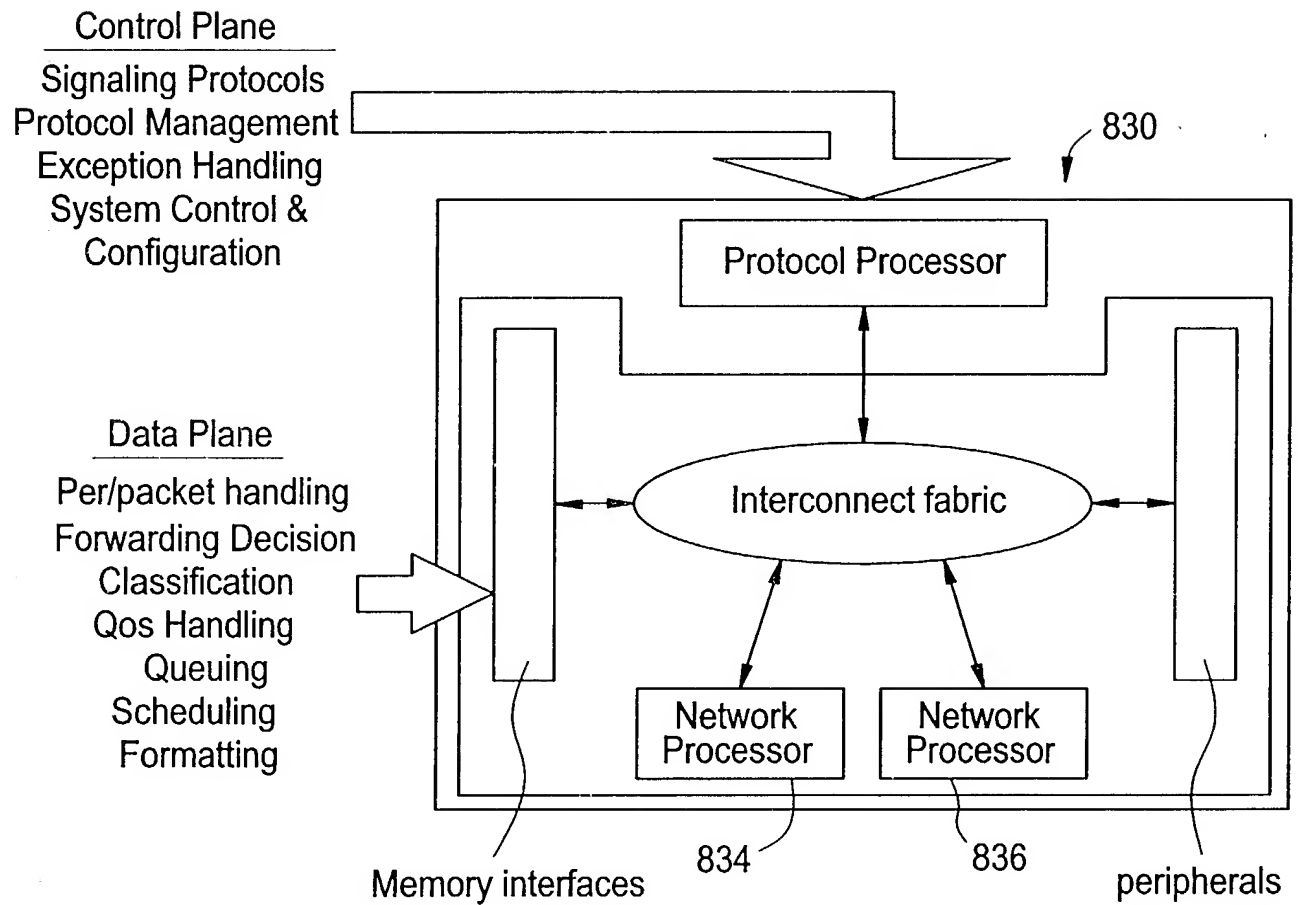 Control Plane
Signaling Protocols
Protocol Management
Exception Handling
System Control &
Configuration
830
Protocol Processor
Data Plane
Per/packet handling
Forwarding Decision
Classification
Qos Handling
Queuing
Scheduling
Formatting
Interconnect fabric
Network
Processor
Network
Processor
834
836
Memory interfaces
peripherals